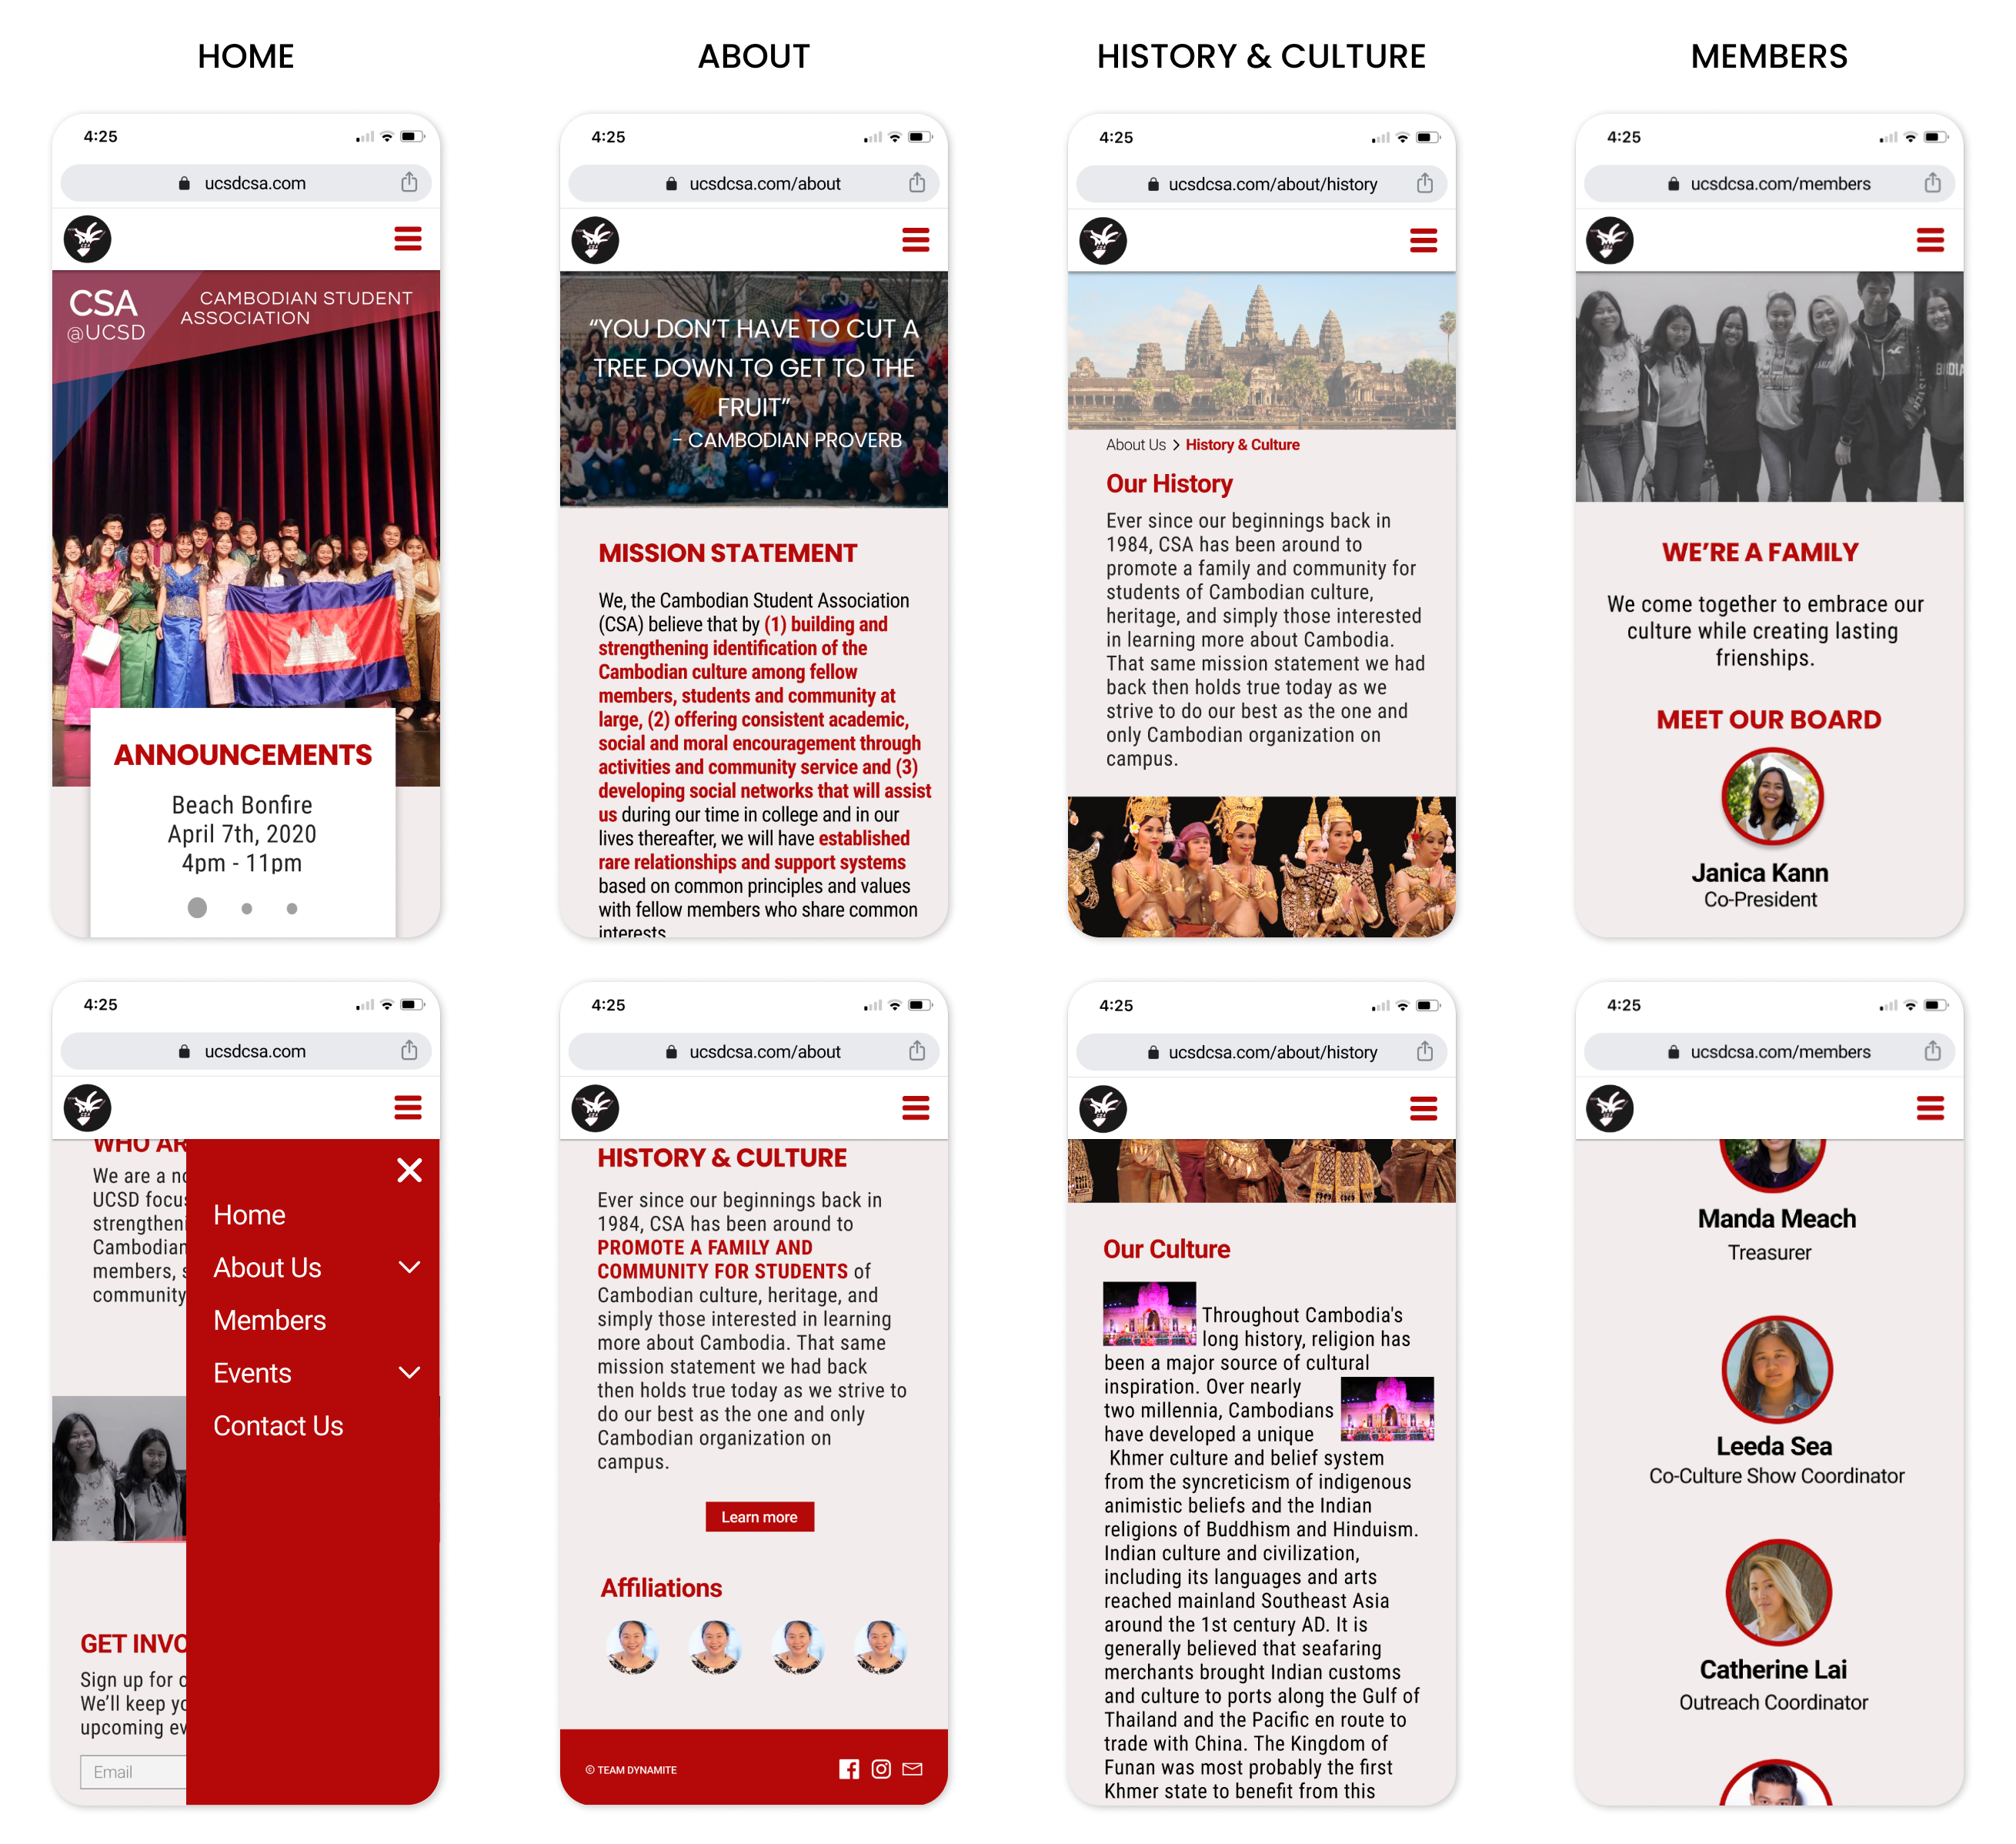 HOME
ABOUT
HISTORY & CULTURE
MEMBERS
4:25
ucsdcsa.com
CSA
@UCSD
CAMBODIAN STUDENT
ASSOCIATION
ANNOUNCEMENTS
Beach Bonfire
April 7th, 2020
4pm - 11pm
4:25
ucsdcsa.com/about
“YOU DON’T HAVE TO CUT A
TREE DOWN TO GET TO THE
FRUIT”
- CAMBODIAN PROVERB
MISSION STATEMENT
We, the Cambodian Student Association
(CSA) believe that by (1) building and
strengthening identification of the
Cambodian culture among fellow
members, students and community at
large, (2) offering consistent academic,
social and moral encouragement through
activities and community service and (3)
developing social networks that will assist
us during our time in college and in our
lives thereafter, we will have established
rare relationships and support systems
based on common principles and values
with fellow members who share common
interests
4:25
ucsdcsa.com/about/history
About Us > History & Culture
Our History
Ever since our beginnings back in
1984, CSA has been around to
promote a family and community for
students of Cambodian culture,
heritage, and simply those interested
in learning more about Cambodia.
That same mission statement we had
back then holds true today as we
strive to do our best as the one and
only Cambodian organization on
campus.
4:25
ucsdcsa.com/members
WE’RE A FAMILY
We come together to embrace our
culture while creating lasting
frienships.
MEET OUR BOARD
Janica Kann
Co-President
4:25
ucsdcsa.com
WHO AR
We are a no
UCSD focus
strengtheni
Cambodian
members, s
community
GET INVO
Sign up for o
We’ll keep yo
upcoming ev
Email
Home
About Us
Members
Events
Contact Us
4:25
ucsdcsa.com/about
HISTORY & CULTURE
Ever since our beginnings back in
1984, CSA has been around to
PROMOTE A FAMILY AND
COMMUNITY FOR STUDENTS of
Cambodian culture, heritage, and
simply those interested in learning
more about Cambodia. That same
mission statement we had back
then holds true today as we strive to
do our best as the one and only
Cambodian organization on
campus.
Learn more
Affiliations
© TEAM DYNAMITE
4:25
ucsdcsa.com/about/history
Our Culture
Throughout Cambodia's
long history, religion has
been a major source of cultural
inspiration. Over nearly
two millennia, Cambodians
have developed a unique
Khmer culture and belief system
from the syncreticism of indigenous
animistic beliefs and the Indian
religions of Buddhism and Hinduism.
Indian culture and civilization,
including its languages and arts
reached mainland Southeast Asia
around the 1st century AD. It is
generally believed that seafaring
merchants brought Indian customs
and culture to ports along the Gulf of
Thailand and the Pacific en route to
trade with China. The Kingdom of
Funan was most probably the first
Khmer state to benefit from this
4:25
ucsdcsa.com/members
Manda Meach
Treasurer
Leeda Sea
Co-Culture Show Coordinator
Catherine Lai
Outreach Coordinator